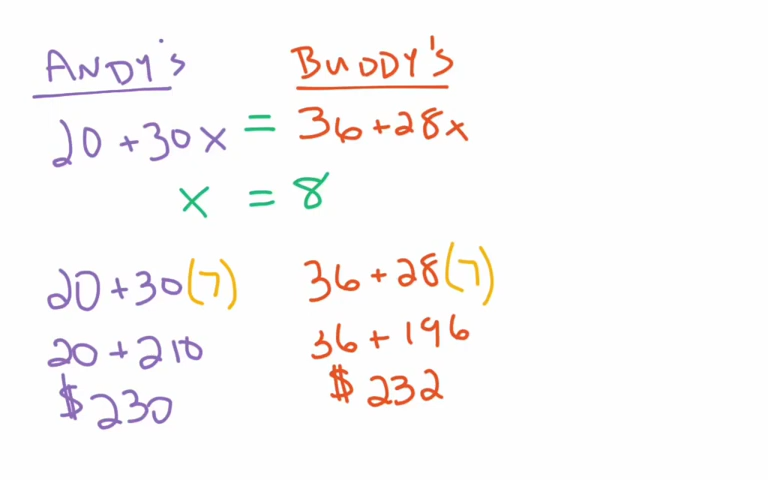 ANDY's BUDDY's
20 + 30x = 36 + 28x
x = 8
20 + 30(7) 36 + 28(7)
20 + 210 36 + 196
$230 $232